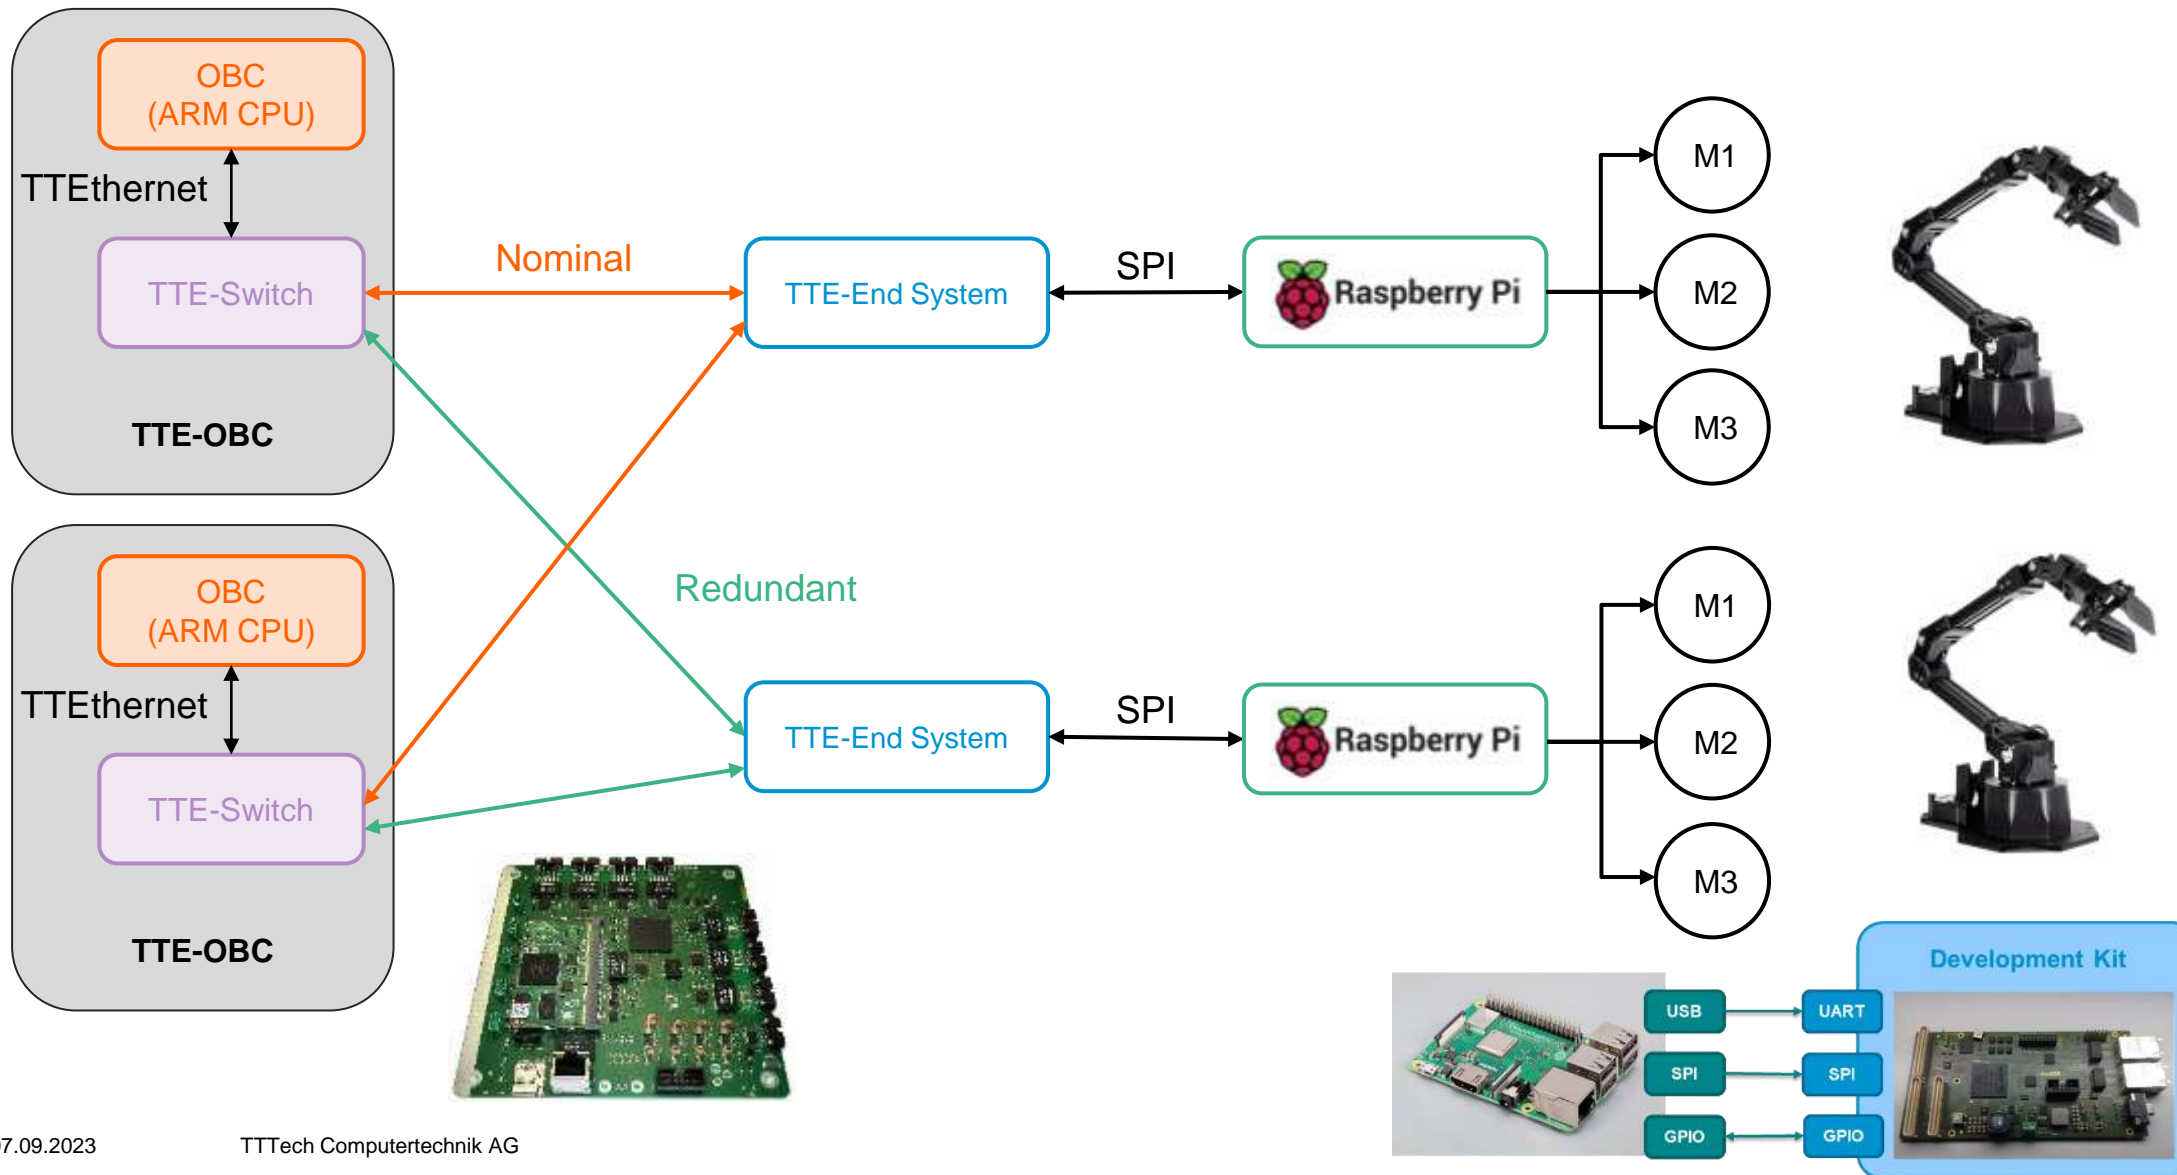 OBC
(ARM CPU)
TTEthernet
TTE-Switch
TTE-OBC
Nominal
TTE-End System
SPI
Raspberry Pi
M1
M2
M3
OBC
(ARM CPU)
TTEthernet
TTE-Switch
TTE-OBC
Redundant
TTE-End System
SPI
Raspberry Pi
M1
M2
M3
Development Kit
USB
UART
SPI
SPI
GPIO
GPIO
07.09.2023
TTTech Computertechnik AG